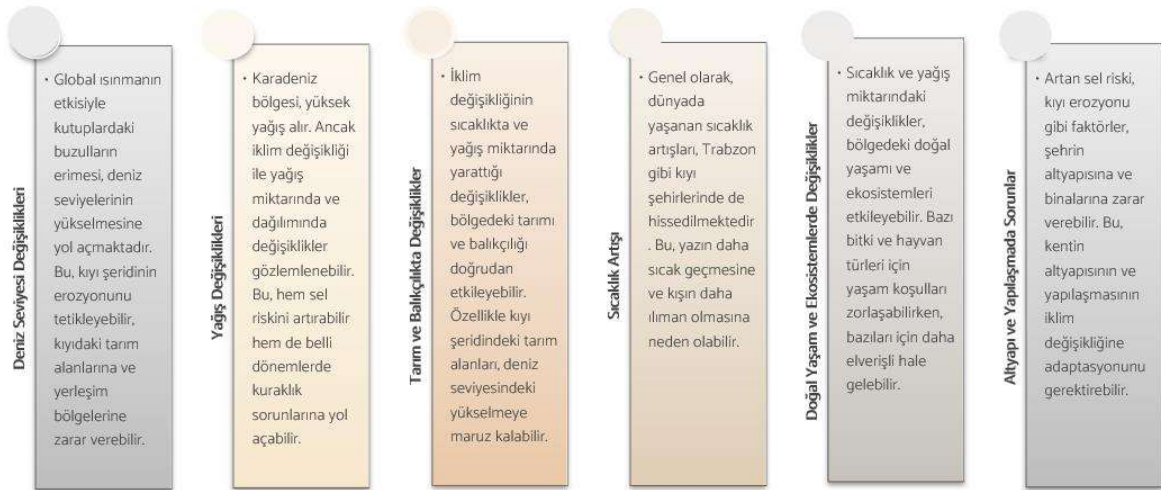 Deniz Seviyesi Değişiklikleri
• Global ısınmanın
etkisiyle
kutuplardaki
buzulların
erimesi, deniz
seviyelerinin
yükselmesine
yol açmaktadır.
Bu, kıyı şeridinin
erozyonunu
tetikleyebilir,
kıyıdaki tarım
alanlarına ve
yerleşim
bölgelerine
zarar verebilir.
Yağış Değişiklikleri
• Karadeniz
bölgesi, yüksek
yağış alır. Ancak
iklim değişikliği
ile yağış
miktarında ve
dağılımında
değişiklikler
gözlemlenebilir.
Bu, hem sel
riskini artırabilir
hem de belli
dönemlerde
kuraklık
sorunlarına yol
açabilir.
Tarım ve Balıkçılıkta Değişiklikler
• İklim
değişikliğinin
sıcaklıkta ve
yağış miktarında
yarattığı
değişiklikler,
bölgedeki tarımı
ve balıkçılığı
doğrudan
etkileyebilir.
Özellikle kıyı
şeridindeki tarım
alanları, deniz
seviyesindeki
yükselmeye
maruz kalabilir.
Sıcaklık Artışı
• Genel olarak,
dünyada
yaşanan sıcaklık
artışları, Trabzon
gibi kıyı
şehirlerinde de
hissedilmektedir
. Bu, yazın daha
sıcak geçmesine
ve kışın daha
ılıman olmasına
neden olabilir.
Doğal Yaşam ve Ekosistemlerde Değişiklikler
• Sıcaklık ve yağış
miktarındaki
değişiklikler,
bölgedeki doğal
yaşamı ve
ekosistemleri
etkileyebilir. Bazı
bitki ve hayvan
türleri için
yaşam koşulları
zorlaşabilirken,
bazıları için daha
elverişli hale
gelebilir.
Altyapı ve Yapılaşmada Sorunlar
• Artan sel riski,
kıyı erozyonu
gibi faktörler,
şehrin
altyapısına ve
binalarına zarar
verebilir. Bu,
kentin
altyapısının ve
yapılaşmasının
iklim
değişikliğine
adaptasyonunu
gerektirebilir.